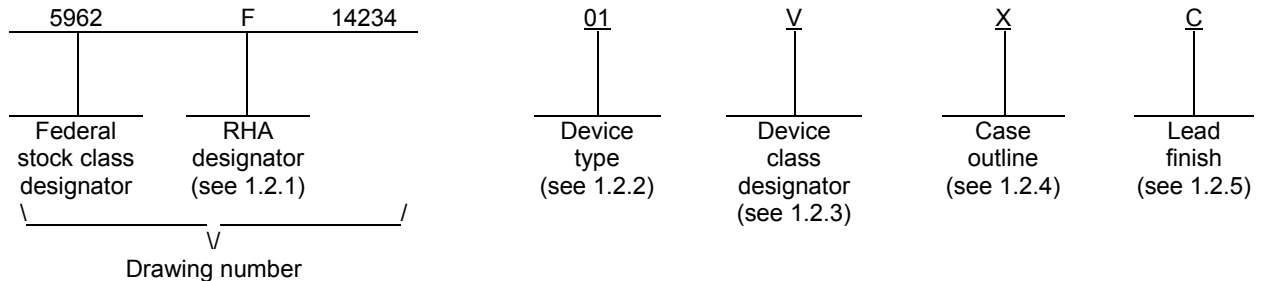 5962 F 14234 01 V X C
Federal stock class designator
RHA designator (see 1.2.1)
Device type (see 1.2.2)
Device class designator (see 1.2.3)
Case outline (see 1.2.4)
Lead finish (see 1.2.5)
Drawing number